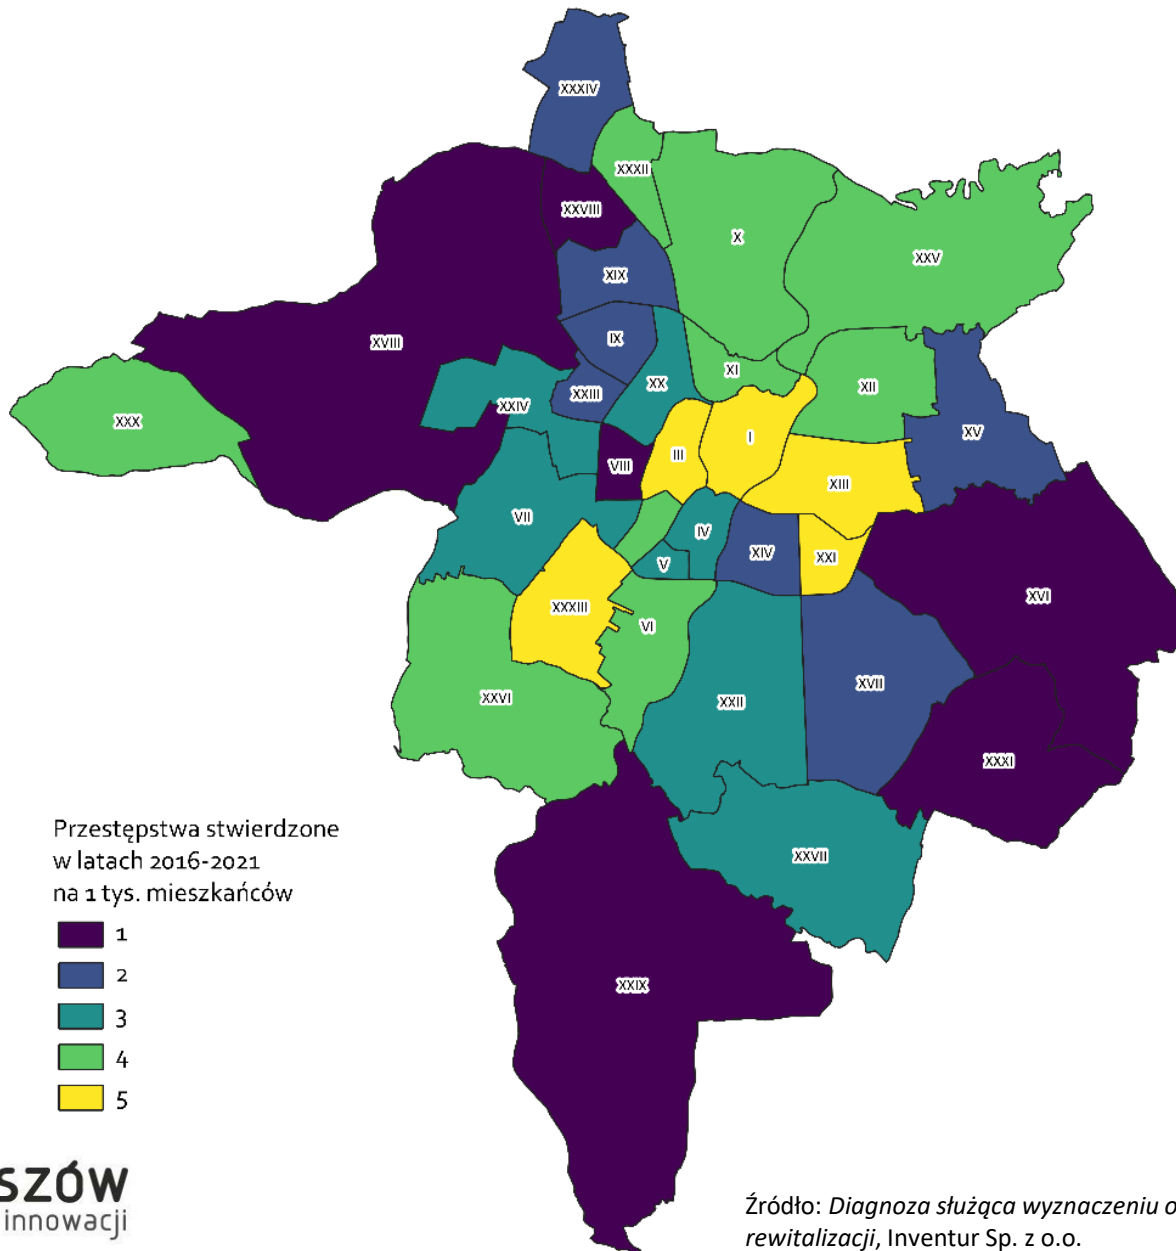 XXXIV
XXXII
XXVIII
X
XXV
XIX
IX
XVIII
XI
XX
XII
XXIII
XXIV
XXX
XV
I
III
VIII
XIII
VII
IV
XIV
XXI
V
XVI
XXXIII
VI
XVII
XXVI
XXII
XXXI
XXVII
XXIX
Przestępstwa stwierdzone
w latach 2016-2021
na 1 tys. mieszkańców
1
2
3
4
5
SZÓW
innowacji
Źródło: Diagnoza służąca wyznaczeniu o
rewitalizacji, Inventur Sp. z o.o.